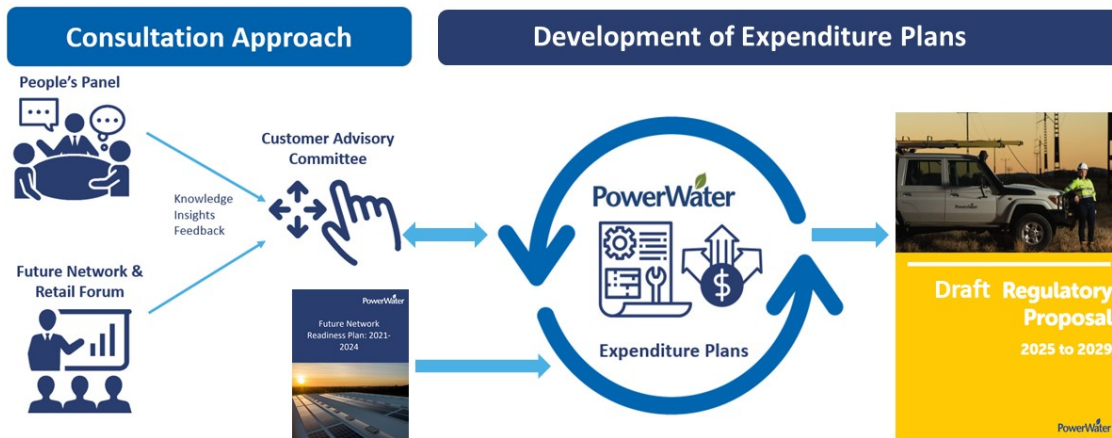 Consultation Approach
Development of Expenditure Plans
People's Panel
Customer Advisory
Committee
Knowledge
Insights
Feedback
Future Network &
Retail Forum
PowerWater
Future Network
Readiness Plan: 2021-
2024
PowerWater
$
Expenditure Plans
PowerWater
Draft Regulatory
Proposal
2025 to 2029
PowerWater